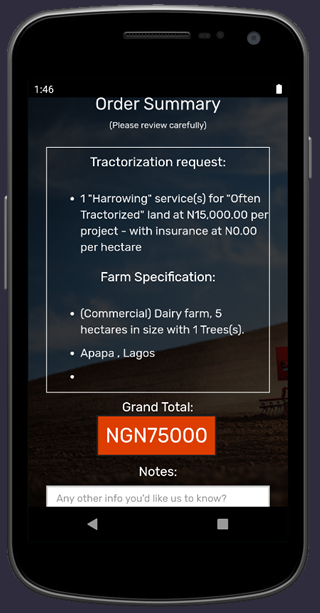 1:46
Order Summary
(Please review carefully)
Tractorization request:
• 1 "Harrowing" service(s) for "Often
Tractorized" land at N15,000.00 per
project - with insurance at N0.00
per hectare
Farm Specification:
• (Commercial) Dairy farm, 5
hectares in size with 1 Trees(s).
• Apapa , Lagos
•
Grand Total:
NGN75000
Notes:
Any other info you'd like us to know?